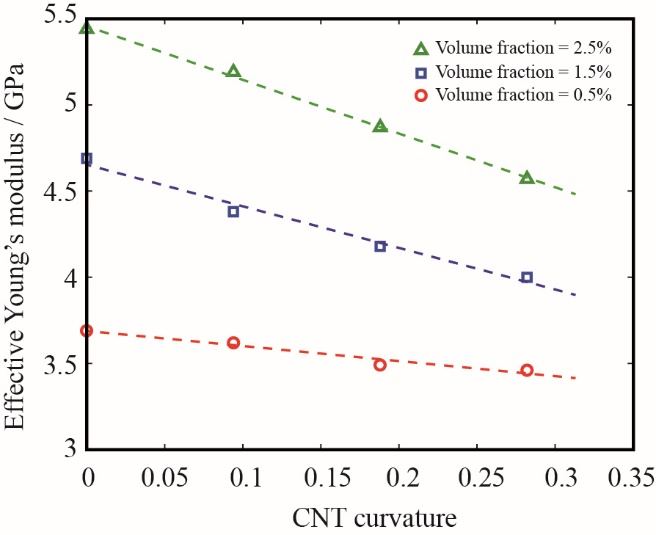 Effective Young's modulus / GPa
5.5
5
4.5
4
3.5
3
Volume fraction = 2.5%
Volume fraction = 1.5%
Volume fraction = 0.5%
0 0.05 0.1 0.15 0.2 0.25 0.3 0.35
CNT curvature